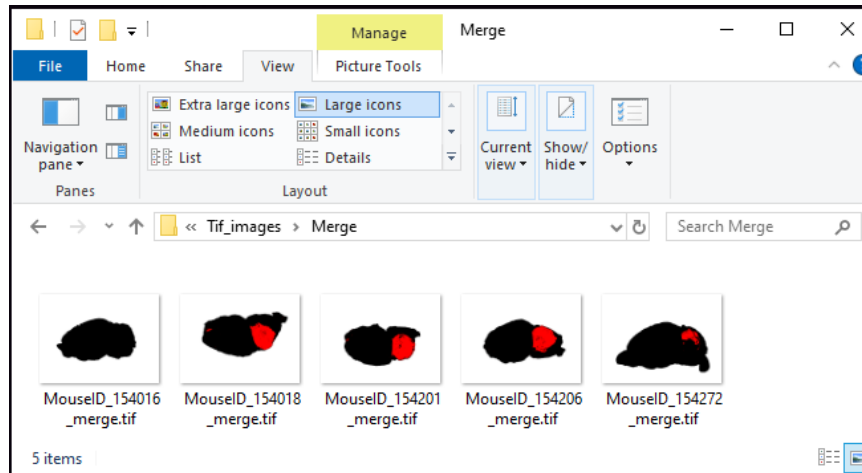 Manage
Merge
File
Home
Share
View
Picture Tools
Extra large icons
Large icons
Medium icons
Small icons
List
Details
Navigation
pane
Current
view
Show/
hide
Options
Panes
Layout
« Tif_images > Merge
Search Merge
MouseID_154016
_merge.tif
MouseID_154018
_merge.tif
MouseID_154201
_merge.tif
MouseID_154206
_merge.tif
MouseID_154272
_merge.tif
5 items